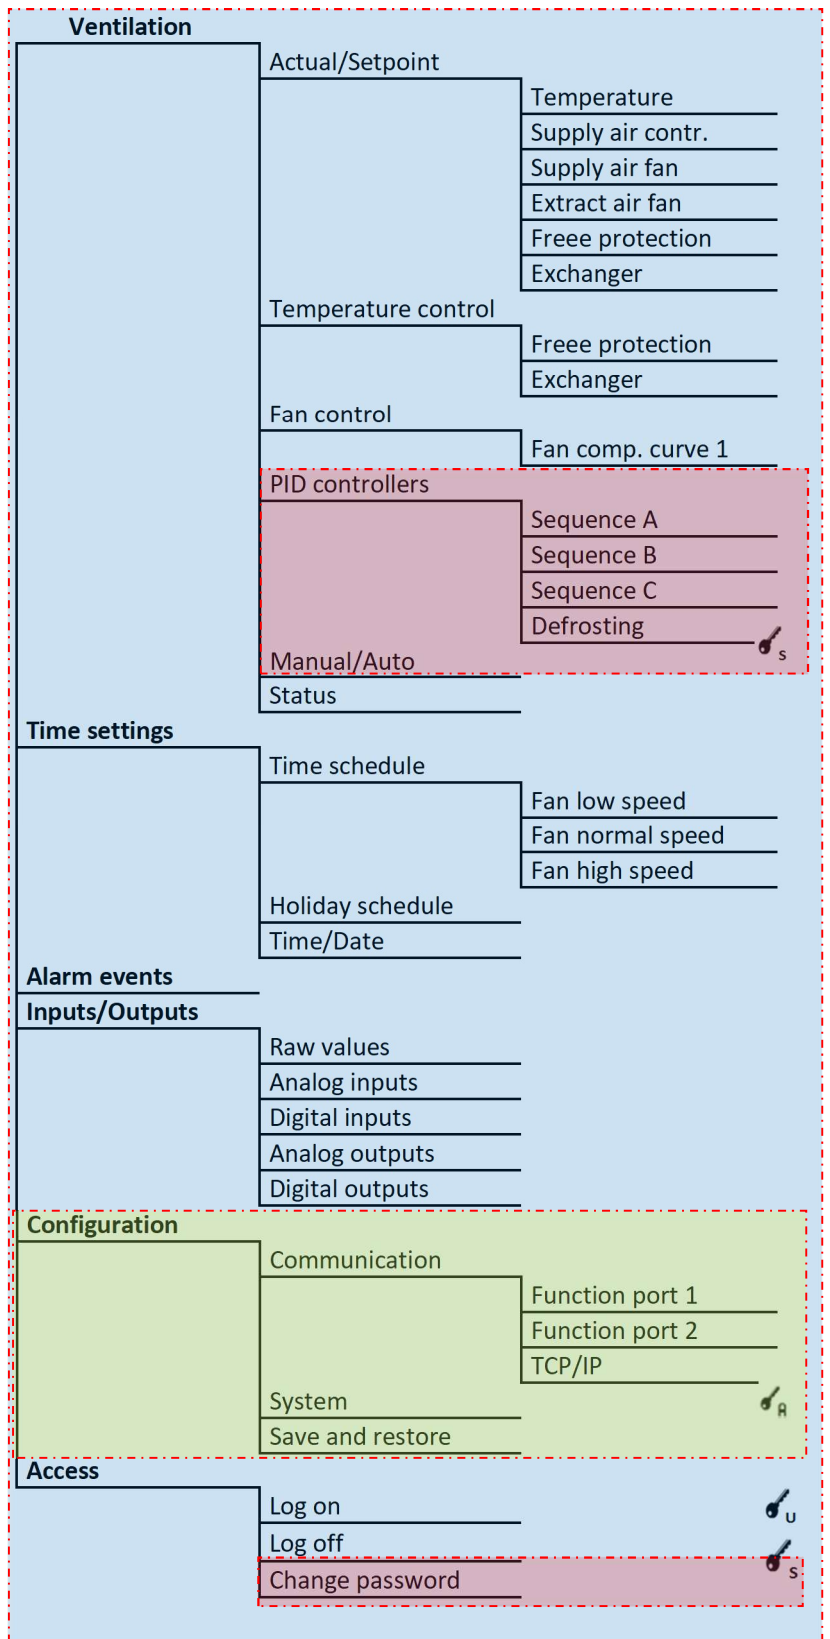 Ventilation
Actual/Setpoint
Temperature
Supply air contr.
Supply air fan
Extract air fan
Freee protection
Exchanger
Temperature control
Freee protection
Exchanger
Fan control
Fan comp. curve 1
PID controllers
Sequence A
Sequence B
Sequence C
Defrosting
S
Manual/Auto
Status
Time settings
Time schedule
Fan low speed
Fan normal speed
Fan high speed
Holiday schedule
Time/Date
Alarm events
Inputs/Outputs
Raw values
Analog inputs
Digital inputs
Analog outputs
Digital outputs
Configuration
Communication
Function port 1
Function port 2
TCP/IP
System
A
Save and restore
Access
Log on
U
Log off
S
Change password